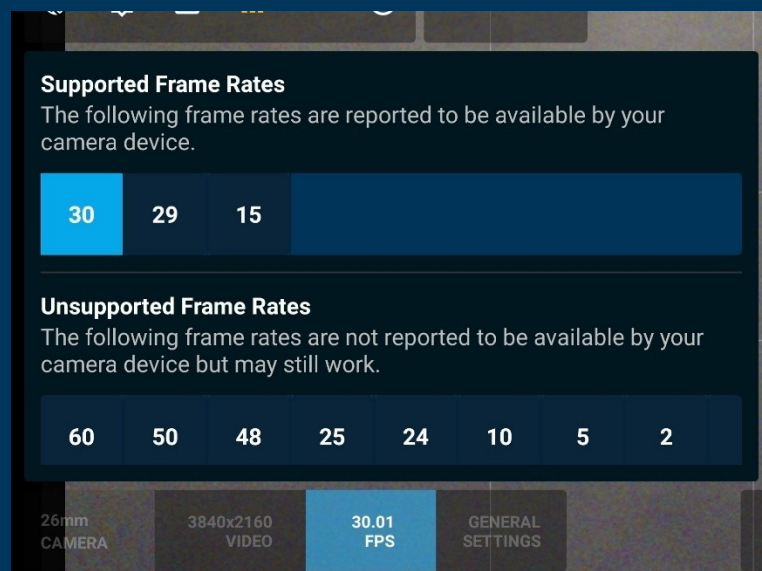 Supported Frame Rates
The following frame rates are reported to be available by your
camera device.
30 29 15
Unsupported Frame Rates
The following frame rates are not reported to be available by your
camera device but may still work.
60 50 48 25 24 10 5 2
26mm 3840x2160 30.01 GENERAL
CAMERA VIDEO FPS SETTINGS